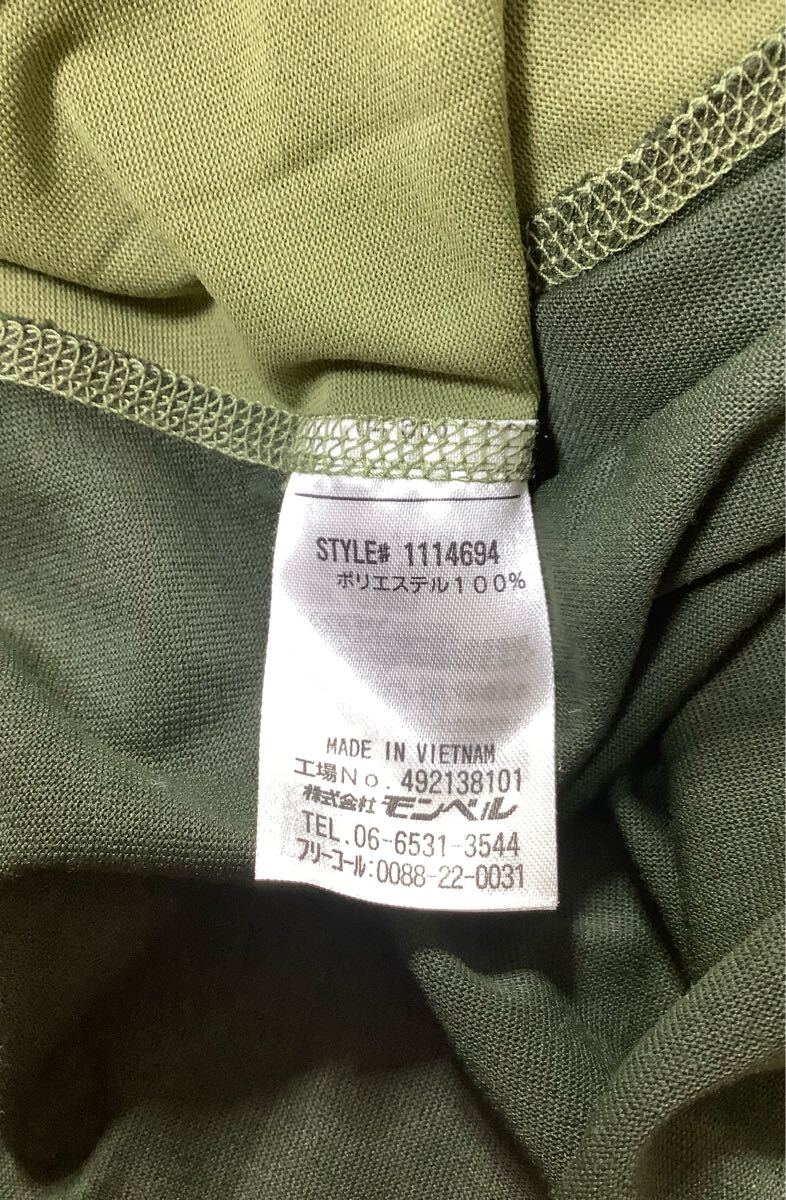 STYLE# 1114694
ポリエステル100%
MADE IN VIETNAM
工場No.492138101
株式会社 モンベル
TEL.06-6531-3544
フリーコール:0088-22-0031